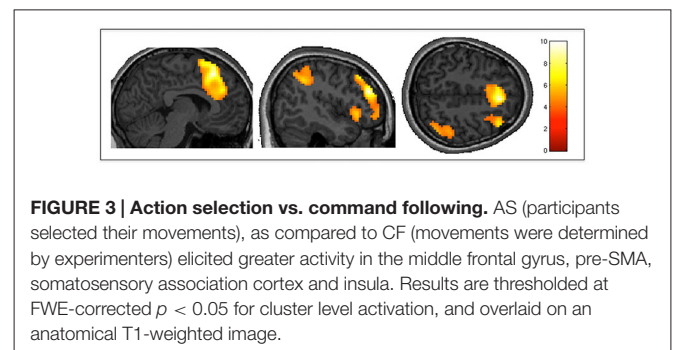 10
8
6
4
2
0
FIGURE 3 | Action selection vs. command following. AS (participants
selected their movements), as compared to CF (movements were determined
by experimenters) elicited greater activity in the middle frontal gyrus, pre-SMA,
somatosensory association cortex and insula. Results are thresholded at
FWE-corrected p < 0.05 for cluster level activation, and overlaid on an
anatomical T1-weighted image.